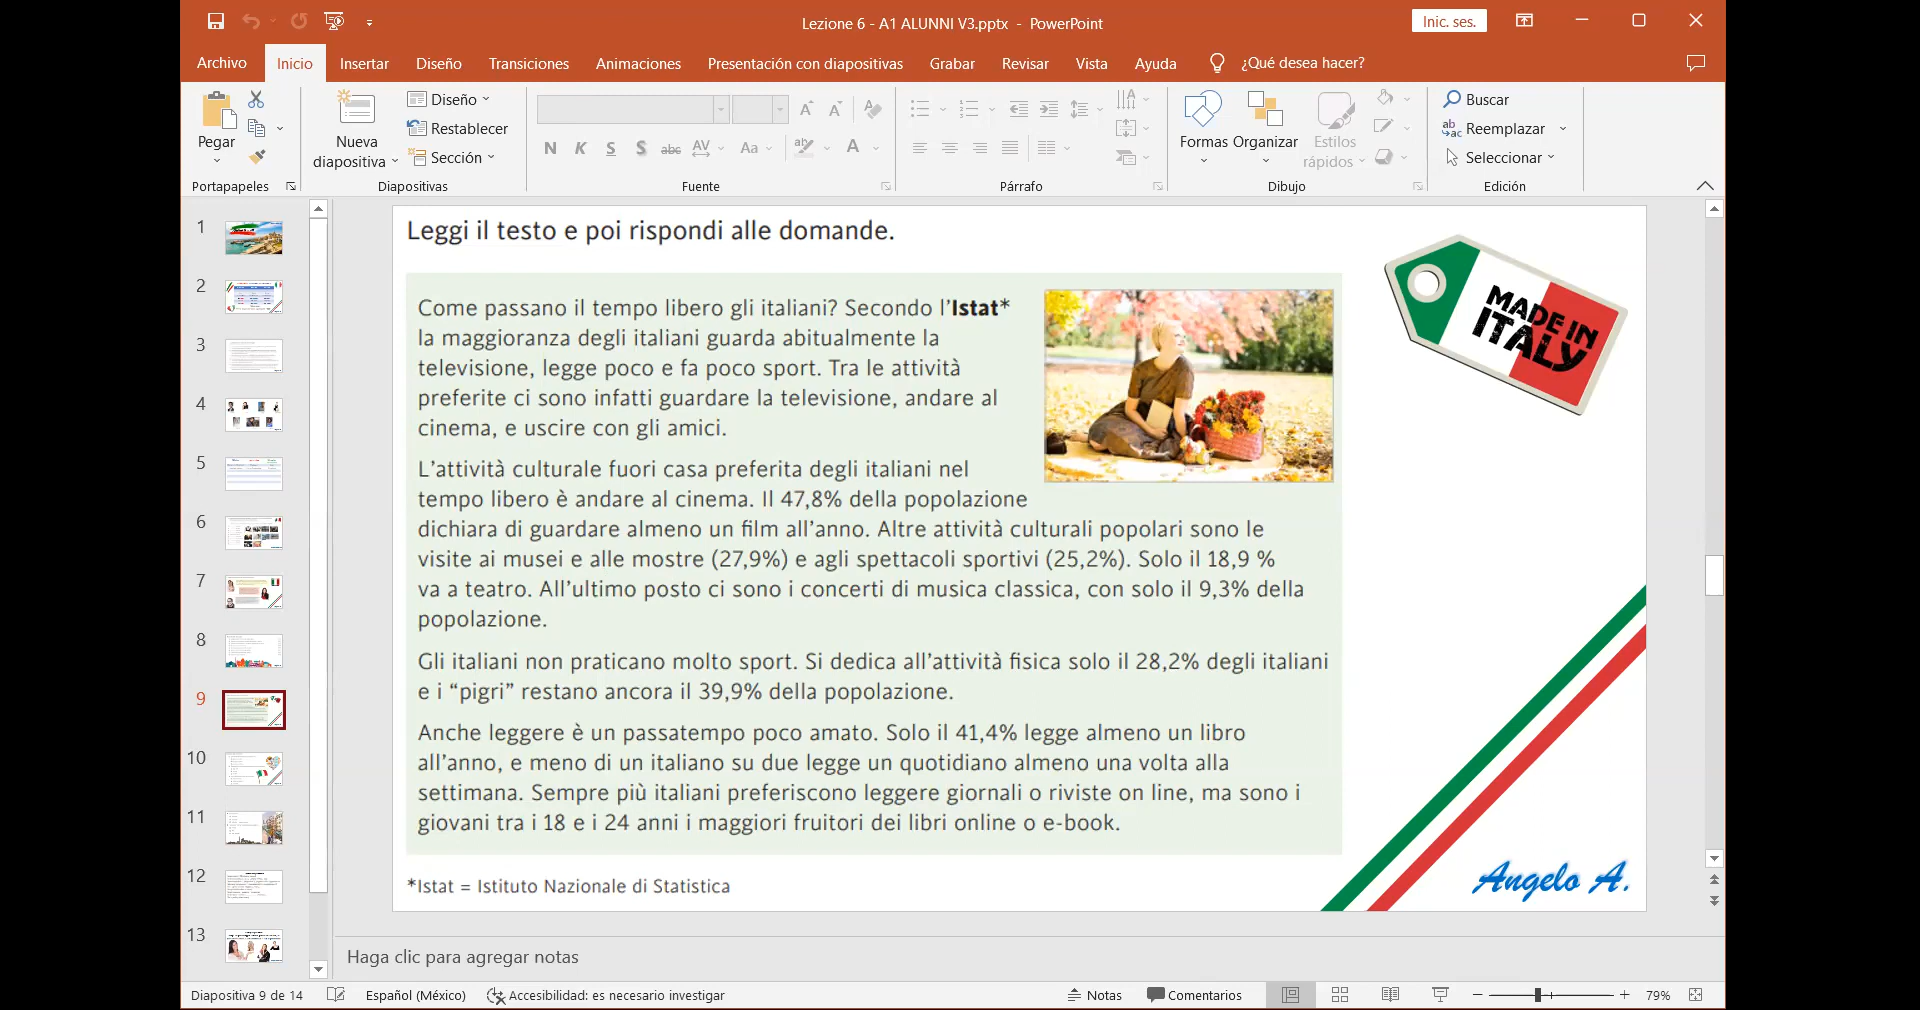 Lezione 6 - A1 ALUNNI V3.pptx - PowerPoint
Inic. ses.
Archivo Inicio Insertar Diseño Transiciones Animaciones Presentación con diapositivas Grabar Revisar Vista Ayuda ¿Qué desea hacer?
Pegar
Portapapeles
Nueva
diapositiva
Diseño
Restablecer
Sección
Diapositivas
N K S S abc AV Aa A
Fuente
Párrafo
Formas Organizar Estilos
rápidos
Dibujo
Buscar
Reemplazar
Seleccionar
Edición
1
2
3
4
5
6
7
8
9
10
11
12
13
Leggi il testo e poi rispondi alle domande.
Come passano il tempo libero gli italiani? Secondo l'Istat*
la maggioranza degli italiani guarda abitualmente la
televisione, legge poco e fa poco sport. Tra le attività
preferite ci sono infatti guardare la televisione, andare al
cinema, e uscire con gli amici.
L'attività culturale fuori casa preferita degli italiani nel
tempo libero è andare al cinema. Il 47,8% della popolazione
dichiara di guardare almeno un film all'anno. Altre attività culturali popolari sono le
visite ai musei e alle mostre (27,9%) e agli spettacoli sportivi (25,2%). Solo il 18,9 %
va a teatro. All'ultimo posto ci sono i concerti di musica classica, con solo il 9,3% della
popolazione.
Gli italiani non praticano molto sport. Si dedica all'attività fisica solo il 28,2% degli italiani
e i "pigri" restano ancora il 39,9% della popolazione.
Anche leggere è un passatempo poco amato. Solo il 41,4% legge almeno un libro
all'anno, e meno di un italiano su due legge un quotidiano almeno una volta alla
settimana. Sempre più italiani preferiscono leggere giornali o riviste on line, ma sono i
giovani tra i 18 e i 24 anni i maggiori fruitori dei libri online o e-book.
*Istat = Istituto Nazionale di Statistica
MADE IN
ITALY
Angelo A.
Haga clic para agregar notas
Diapositiva 9 de 14 Español (México) Accesibilidad: es necesario investigar Notas Comentarios 79%